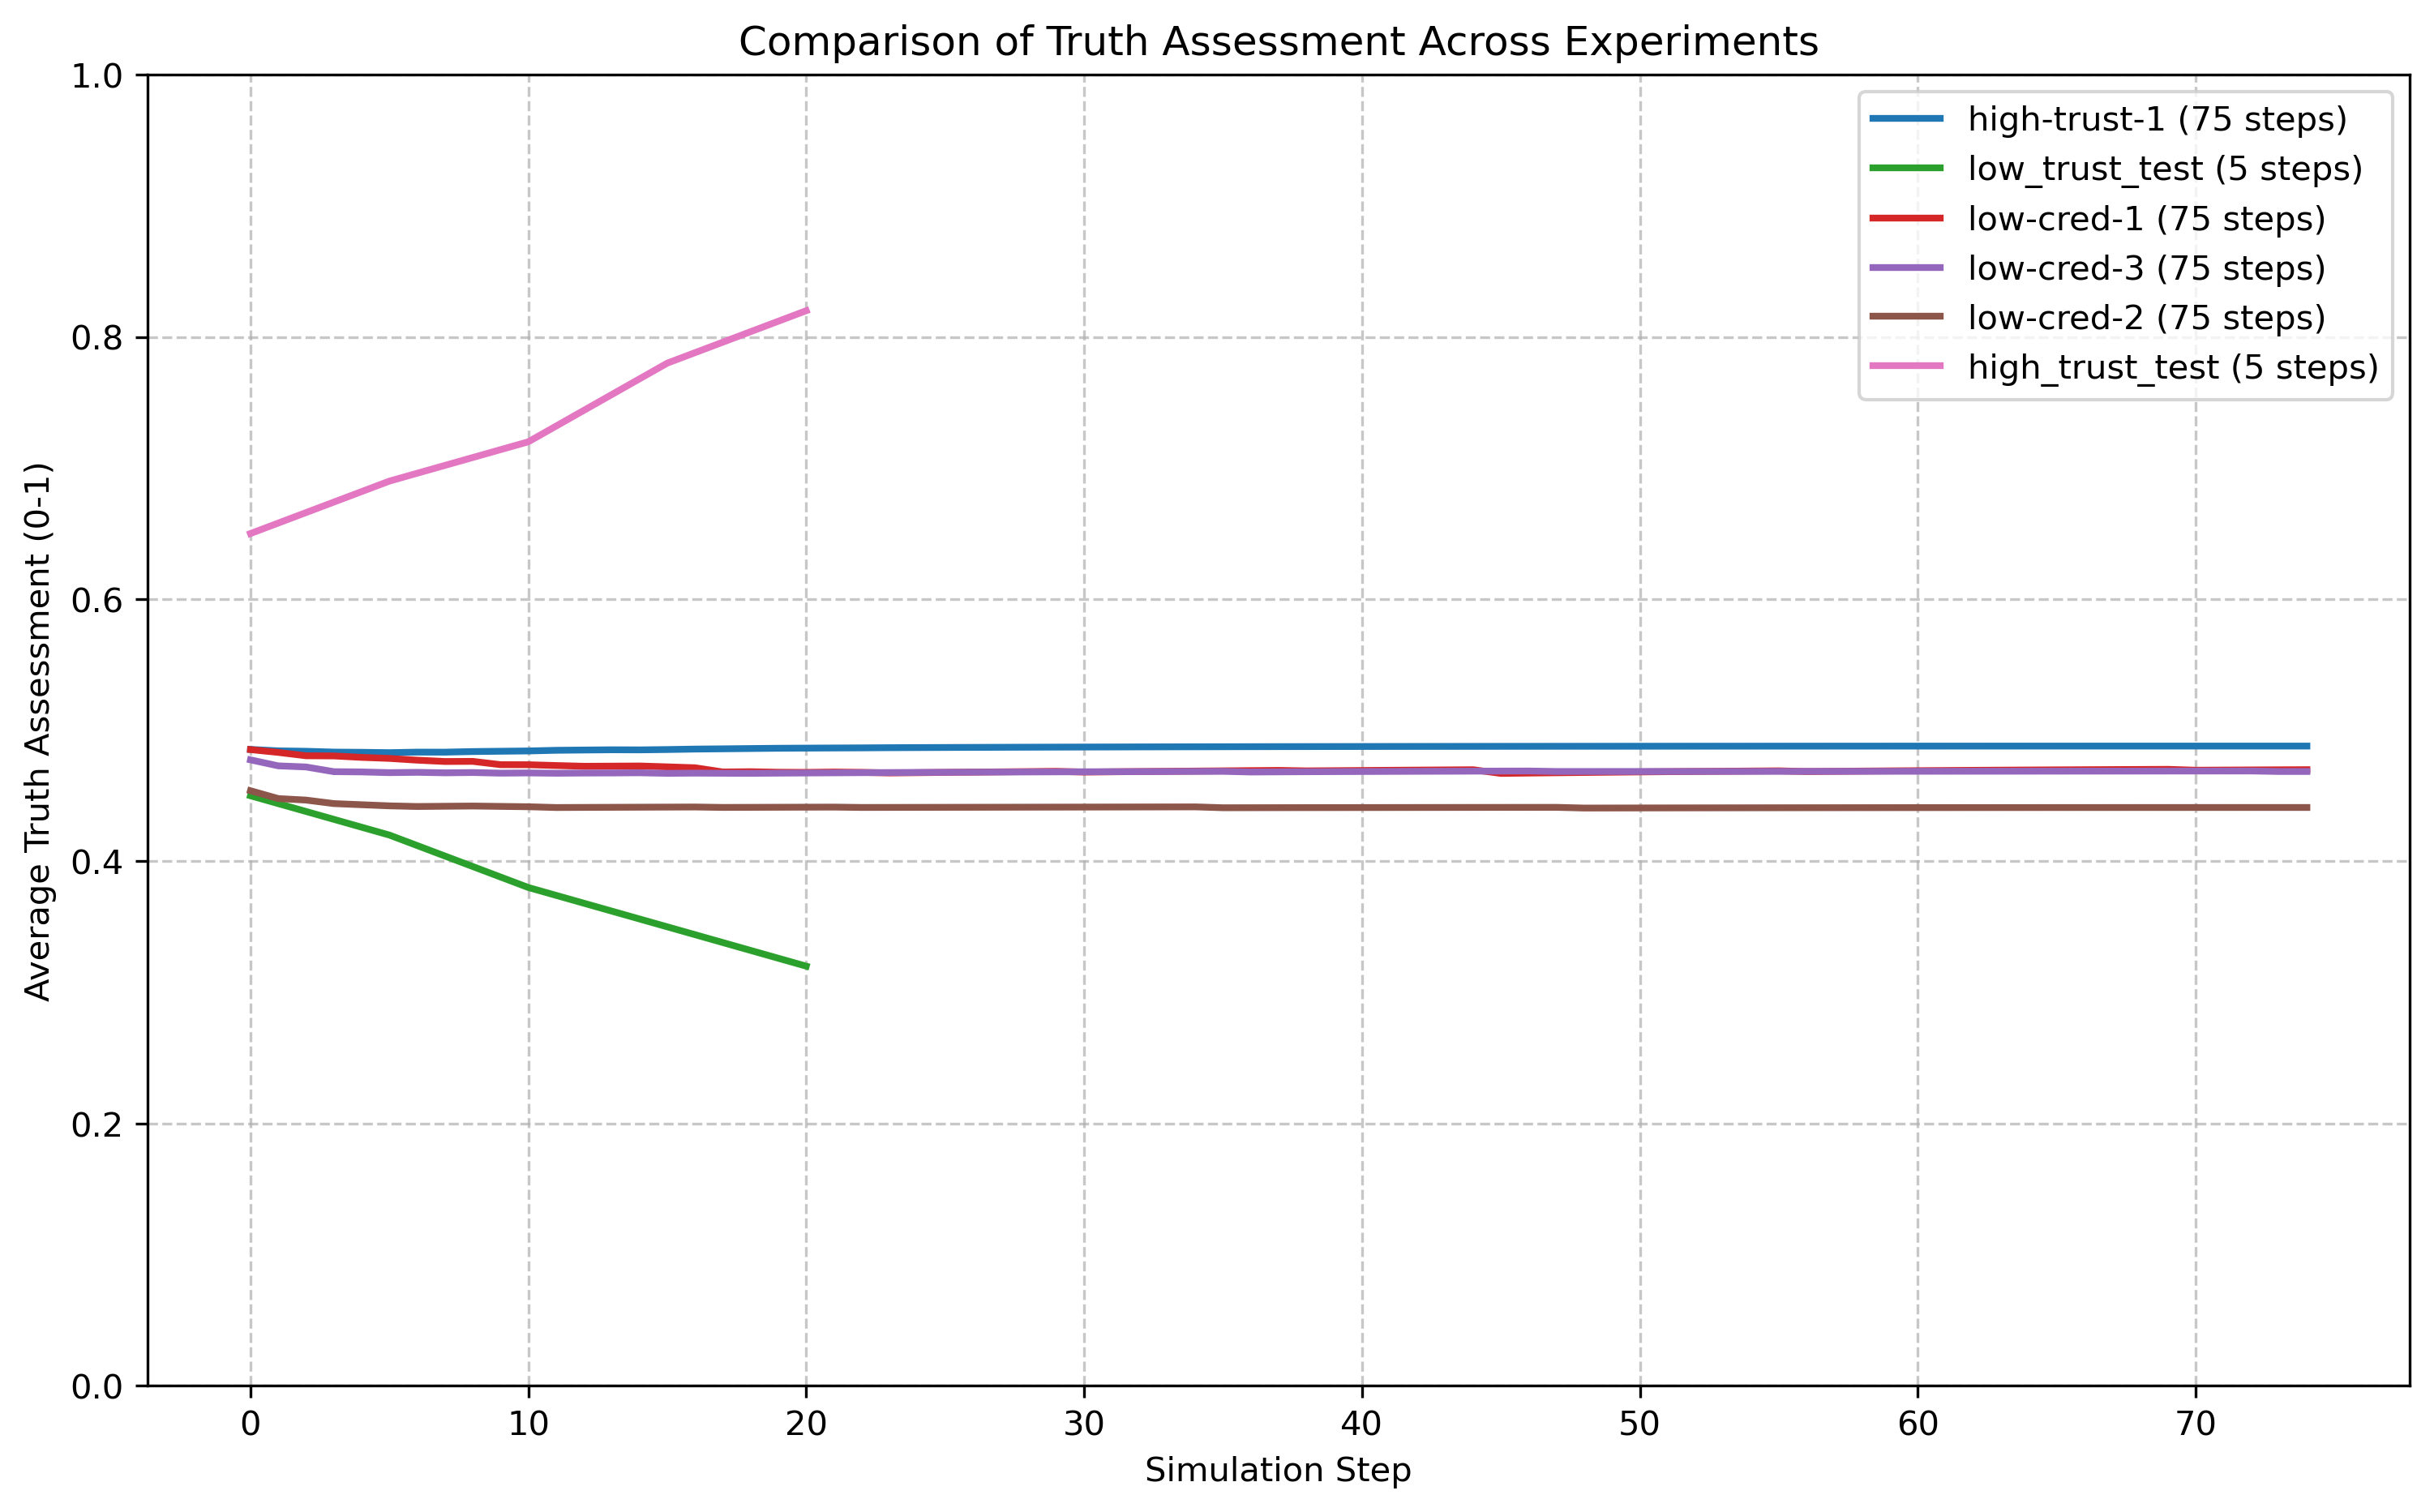 Comparison of Truth Assessment Across Experiments
1.0
0.8
0.6
0.4
0.2
0.0
Average Truth Assessment (0-1)
high-trust-1 (75 steps)
low_trust_test (5 steps)
low-cred-1 (75 steps)
low-cred-3 (75 steps)
low-cred-2 (75 steps)
high_trust_test (5 steps)
0 10 20 30 40 50 60 70
Simulation Step